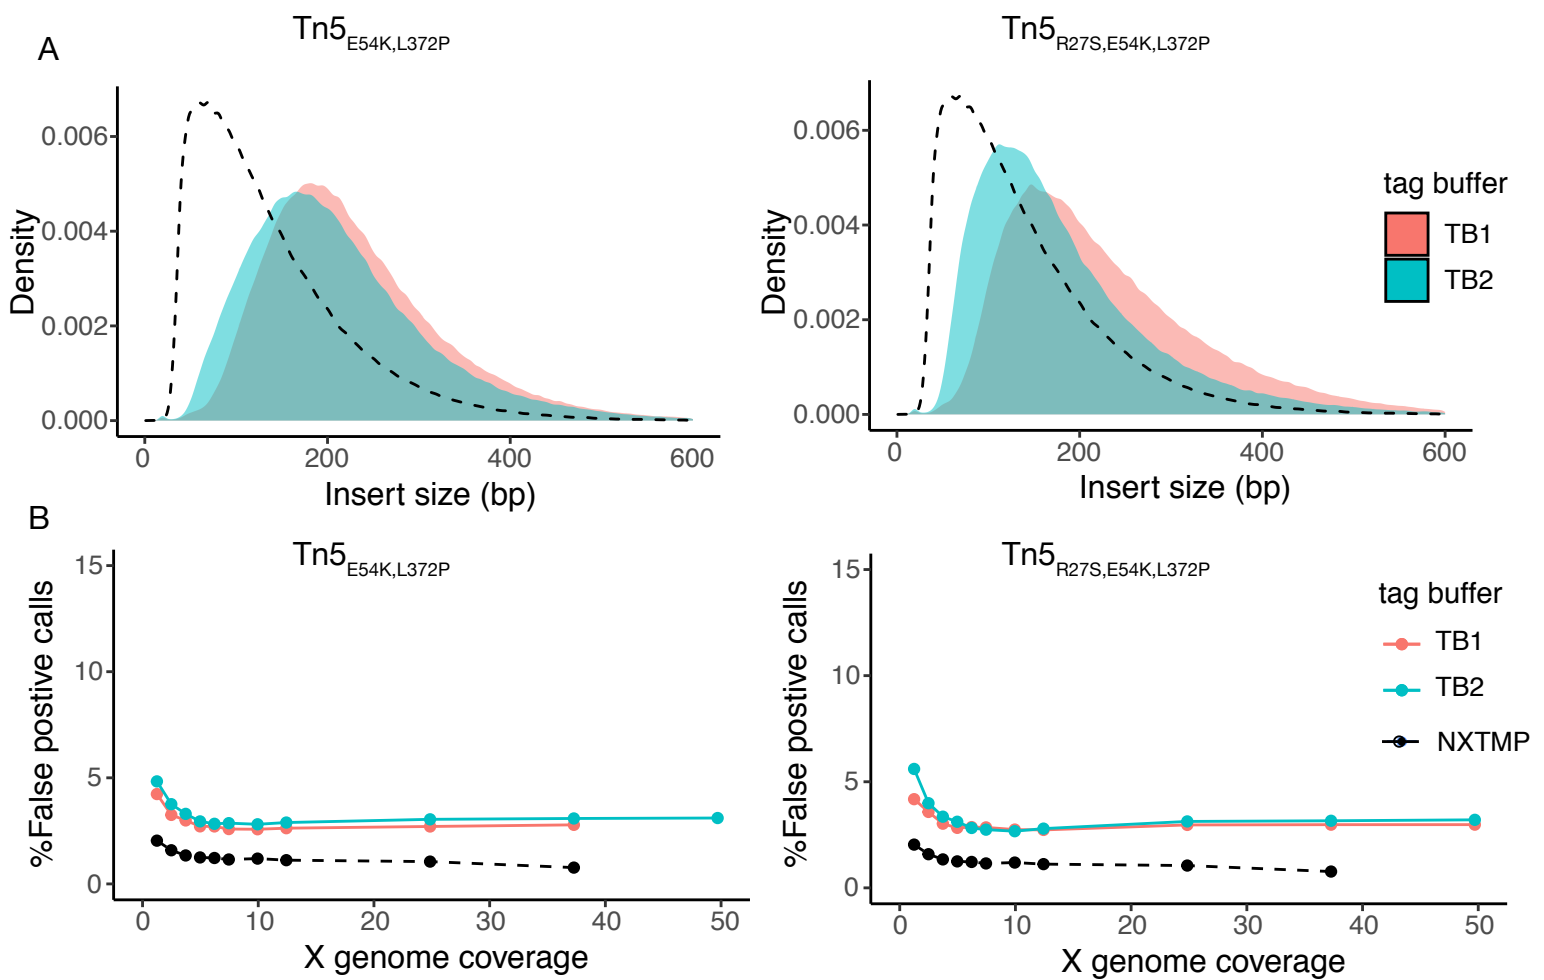 A
Tn5E54K,L372P
Tn5R27S,E54K,L372P
Density
0.006
0.004
0.002
0.000
0
200
400
600
Insert size (bp)
Density
0.006
0.004
0.002
0.000
0
200
400
600
Insert size (bp)
tag buffer
TB1
TB2
B
Tn5E54K,L372P
Tn5R27S,E54K,L372P
%False postive calls
15
10
5
0
0
10
20
30
40
50
X genome coverage
%False postive calls
15
10
5
0
0
10
20
30
40
50
X genome coverage
tag buffer
TB1
TB2
NXTMP